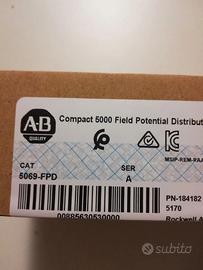 A-B
QUALITY
Compact 5000 Field Potential Distribut
MSIP-REM-RAA
CAT
5069-FPD
SER
A
PN-184182
5170
00885630530000
Rockwell A
subito